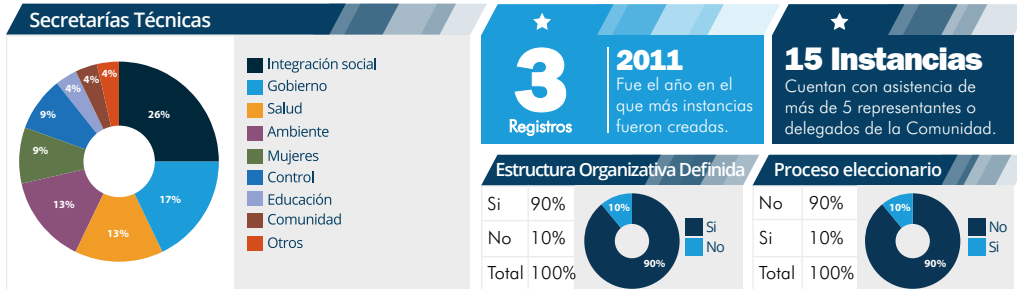 Secretarías Técnicas
26%
17%
13%
13%
9%
9%
4%
4%
4%
Integración social
Gobierno
Salud
Ambiente
Mujeres
Control
Educación
Comunidad
Otros
3
Registros
2011
Fue el año en el
que más instancias
fueron creadas.
15 Instancias
Cuentan con asistencia de
más de 5 representantes o
delegados de la Comunidad.
Estructura Organizativa Definida
Si 90%
No 10%
Total 100%
10%
90%
Si
No
Proceso eleccionario
No 90%
Si 10%
Total 100%
10%
90%
No
Si